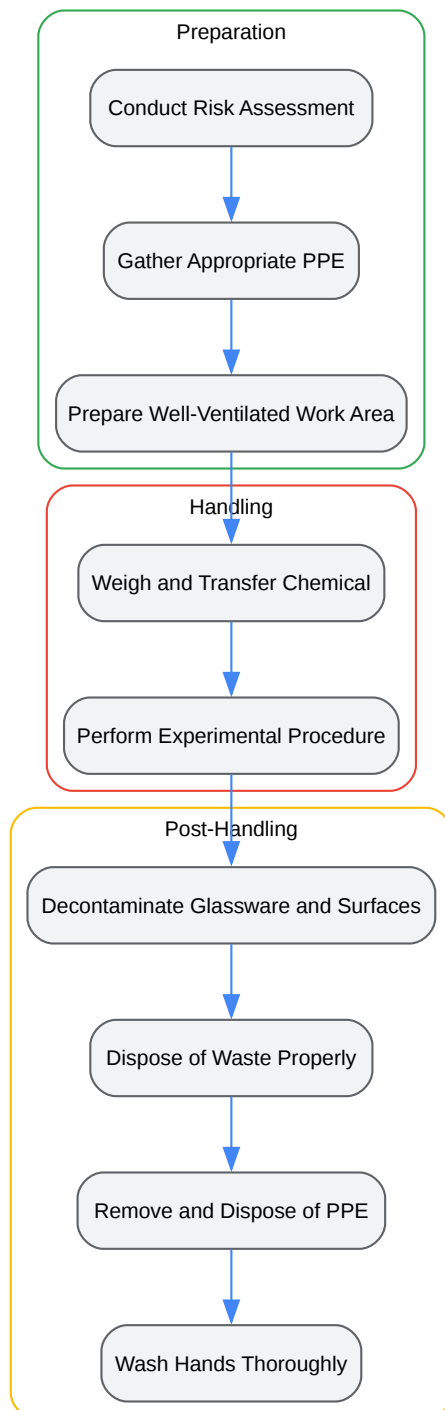 Preparation
Conduct Risk Assessment
Gather Appropriate PPE
Prepare Well-Ventilated Work Area
Handling
Weigh and Transfer Chemical
Perform Experimental Procedure
Post-Handling
Decontaminate Glassware and Surfaces
Dispose of Waste Properly
Remove and Dispose of PPE
Wash Hands Thoroughly